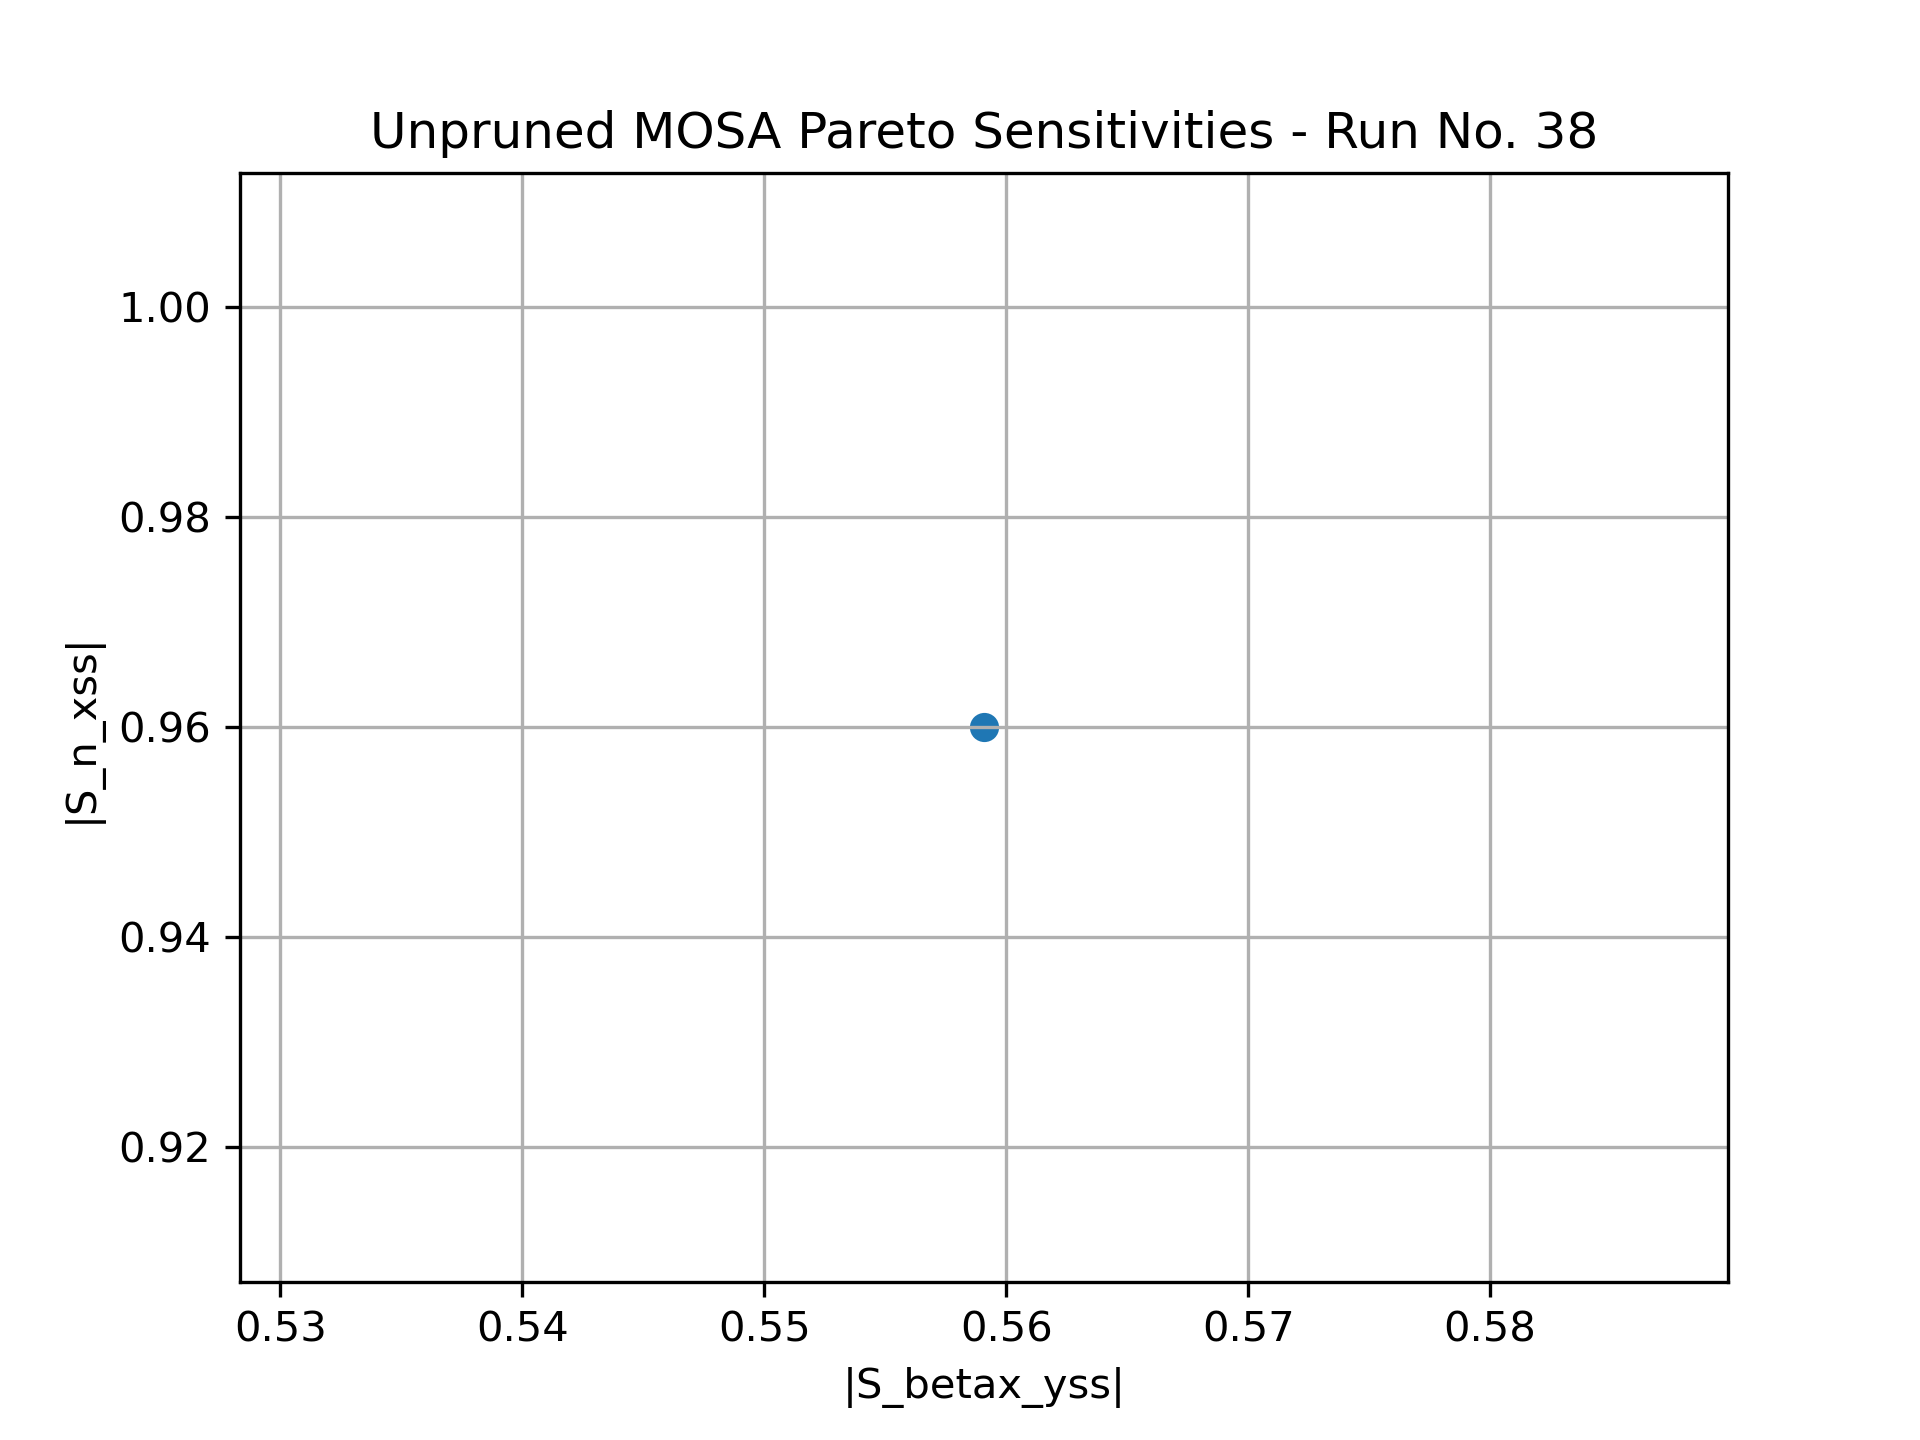 Unpruned MOSA Pareto Sensitivities - Run No. 38
|S_n_xss|
1.00
0.98
0.96
0.94
0.92
0.53 0.54 0.55 0.56 0.57 0.58
|S_betax_yss|